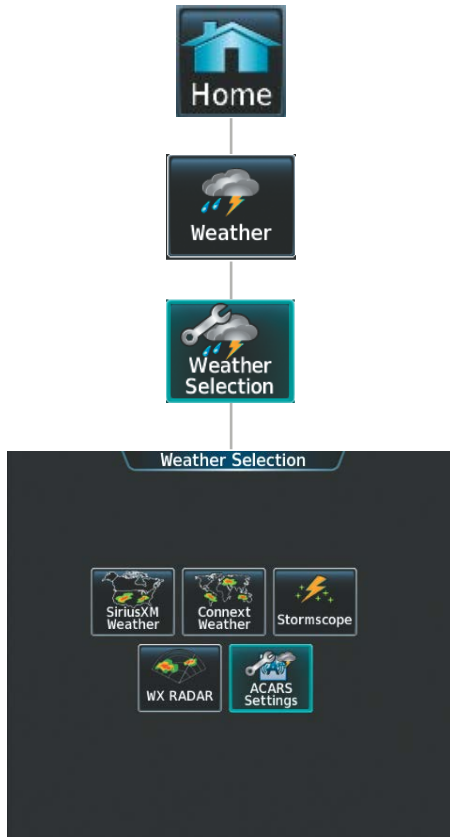 Home
Weather
Weather
Selection
Weather Selection
SiriusXM
Weather
Connext
Weather
Stormscope
WX RADAR
ACARS
Settings